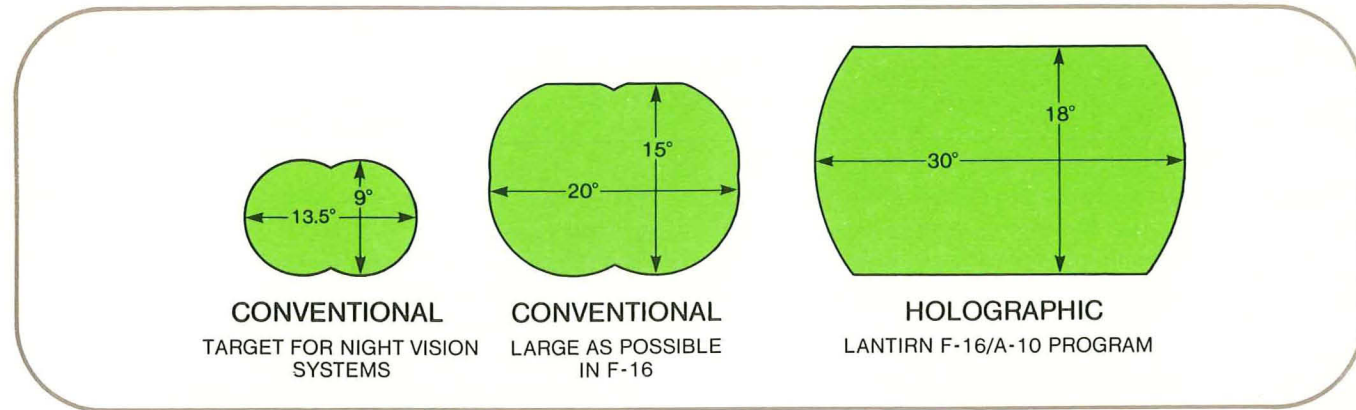 13.5°
9°
CONVENTIONAL
TARGET FOR NIGHT VISION
SYSTEMS
20°
15°
CONVENTIONAL
LARGE AS POSSIBLE
IN F-16
30°
18°
HOLOGRAPHIC
LANTIRN F-16/A-10 PROGRAM